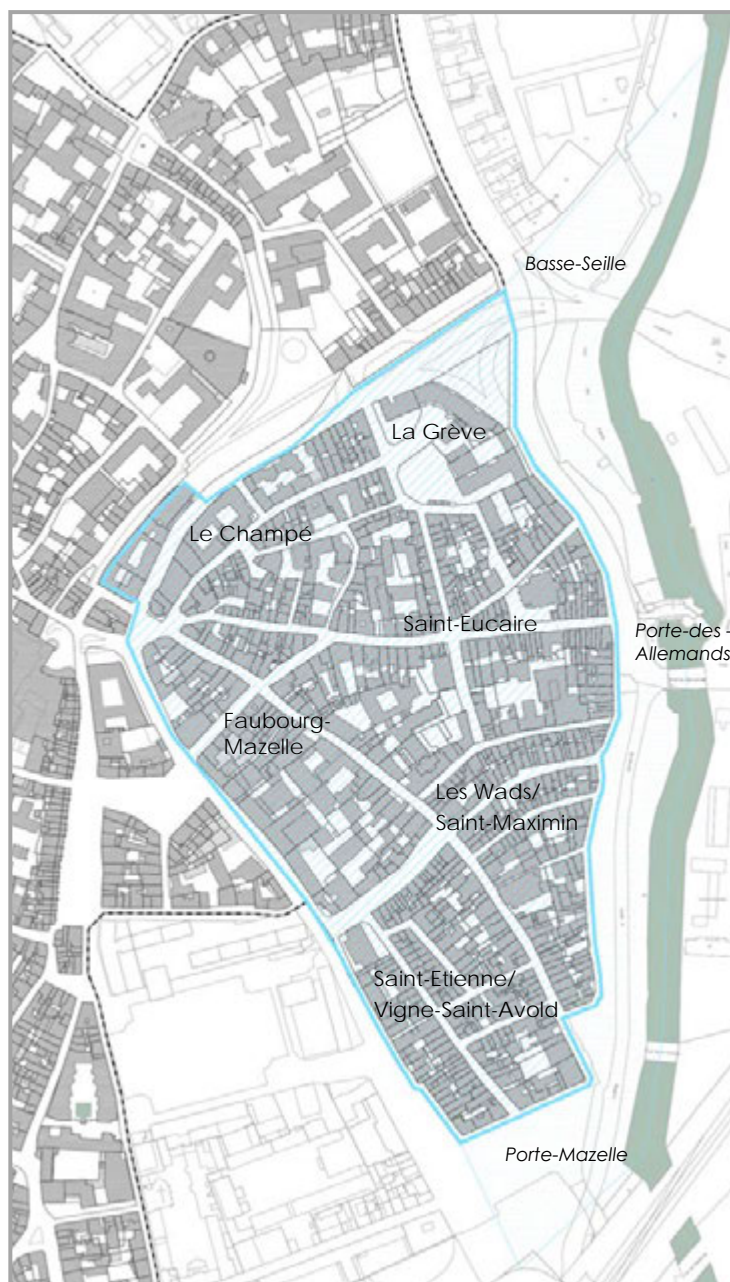 Basse-Seille
La Grève
Le Champé
Saint-Eucaire
Porte-des -
Allemands
Faubourg-
Mazelle
Les Wads/
Saint-Maximin
Saint-Etienne/
Vigne-Saint-Avold
Porte-Mazelle